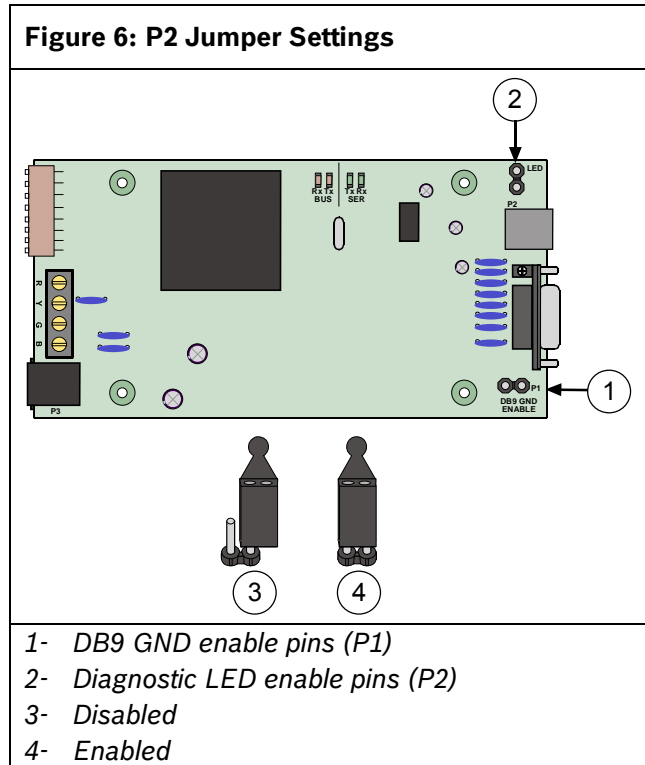 Figure 6: P2 Jumper Settings
2
LED
P2
Rx Tx Tx Rx
BUS SER
R
Y
G
B
P3
P1
DB9 GND
ENABLE
1
3
4
1- DB9 GND enable pins (P1)
2- Diagnostic LED enable pins (P2)
3- Disabled
4- Enabled